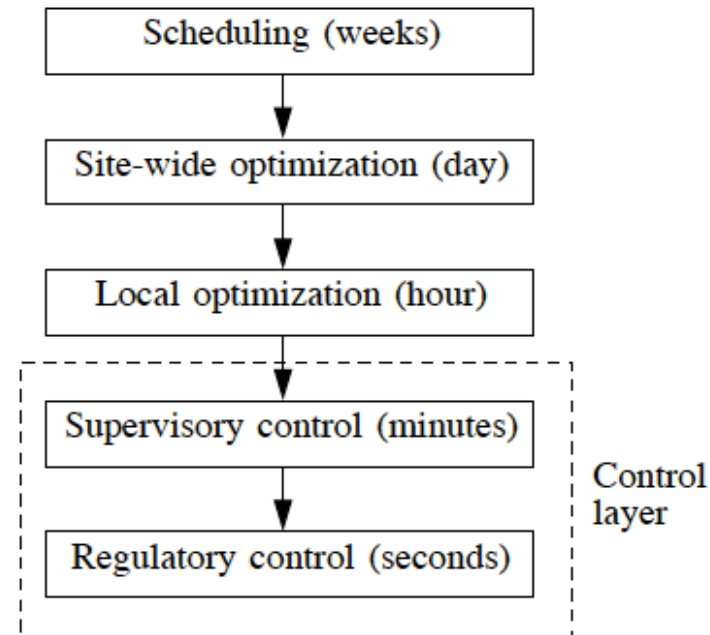 Scheduling (weeks)
Site-wide optimization (day)
Local optimization (hour)
Supervisory control (minutes)
Control
layer
Regulatory control (seconds)